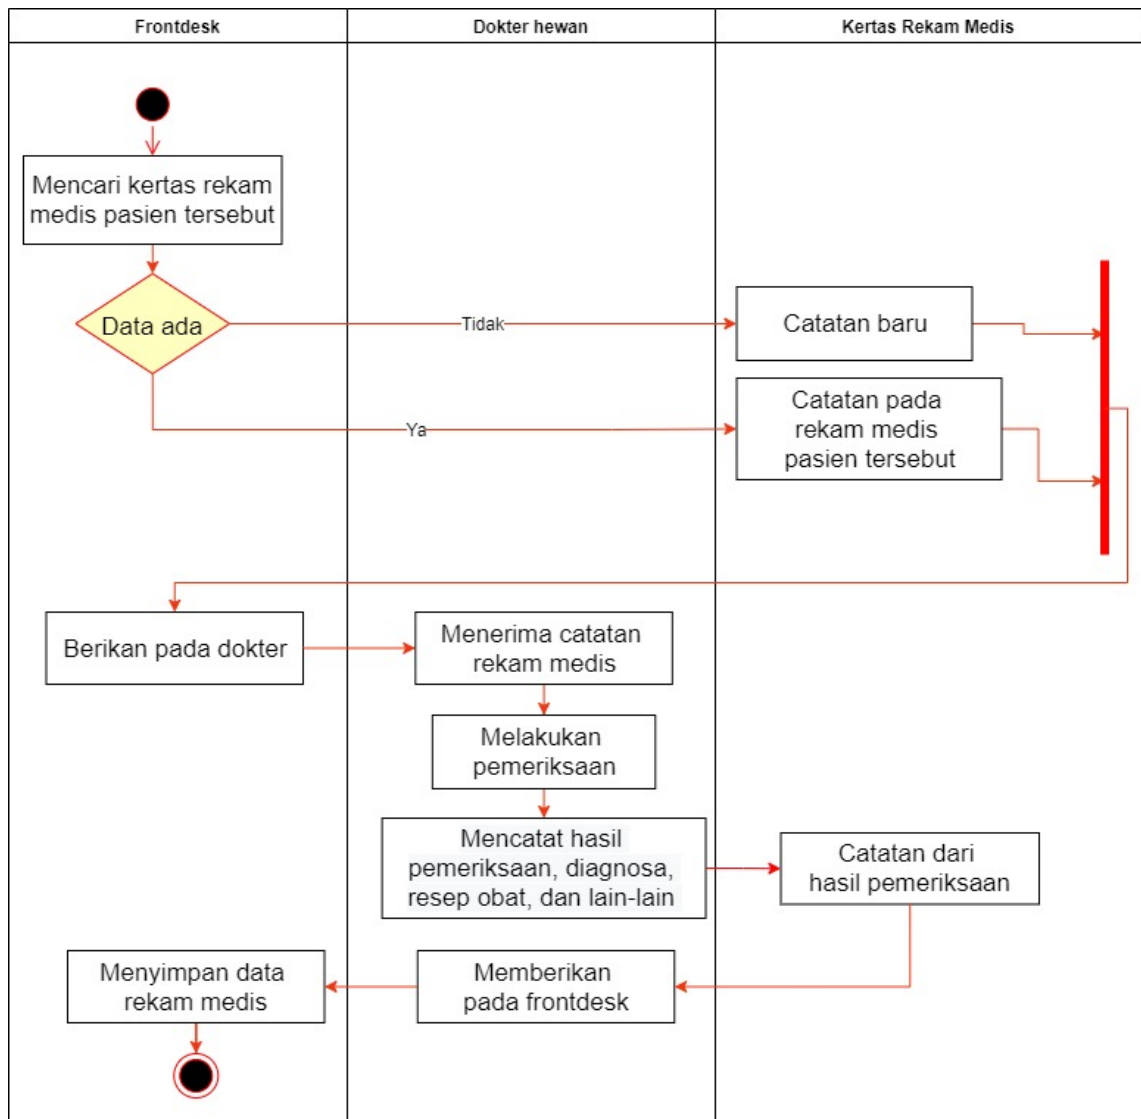 Frontdesk
Dokter hewan
Kertas Rekam Medis
Mencari kertas rekam
medis pasien tersebut
Data ada
Tidak
Catatan baru
Ya
Catatan pada
rekam medis
pasien tersebut
Berikan pada dokter
Menerima catatan
rekam medis
Melakukan
pemeriksaan
Mencatat hasil
pemeriksaan, diagnosa,
resep obat, dan lain-lain
Catatan dari
hasil pemeriksaan
Memberikan
pada frontdesk
Menyimpan data
rekam medis